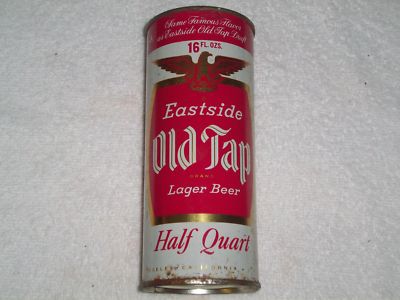 Same Famous Flavor
as Eastside Old Tap Draft
16 FL. OZS.
Eastside
Old Tap
BRAND
Lager Beer
Half Quart
CALIFORNIA